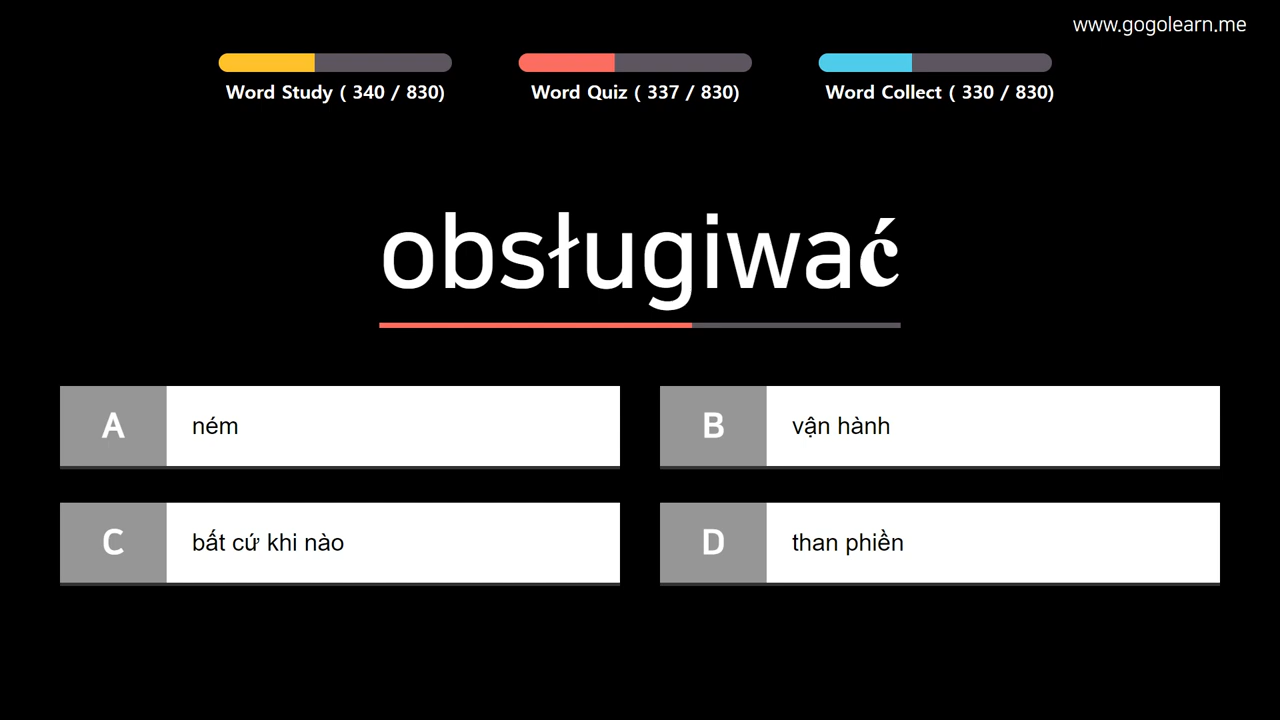 www.gogolearn.me
Word Study ( 340 / 830)
Word Quiz ( 337 / 830)
Word Collect ( 330 / 830)
obsługiwać
A ném
B vận hành
C bất cứ khi nào
D than phiền